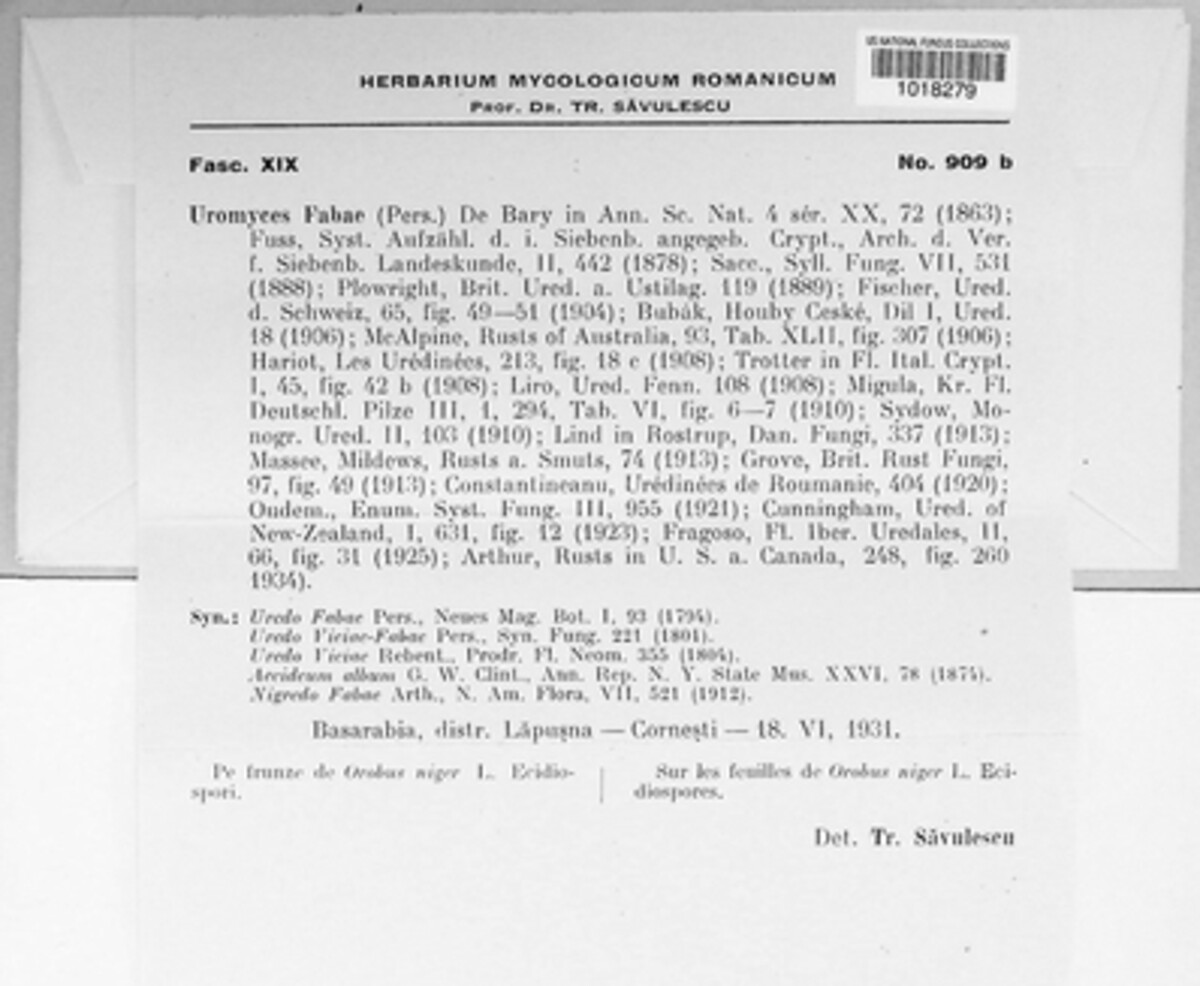 US NATIONAL FUNGUS COLLECTIONS
1018279
HERBARIUM MYCOLOGICUM ROMANICUM
PROF. DR. TR. SĂVULESCU
Fasc. XIX
No. 909 b
Uromyces Fabae (Pers.) De Bary in Ann. Sc. Nat. 4 sér. XX, 72 (1863);
Fuss, Syst. Aufzähl. d. i. Siebenb. angegeb. Crypt., Arch. d. Ver.
f. Siebenb. Landeskunde, II, 442 (1878); Sacc., Syll. Fung. VII, 531
(1888); Plowright, Brit. Ured. a. Ustilag. 119 (1889); Fischer, Ured.
d. Schweiz, 65, fig. 49—51 (1904); Bubák, Houby Ceské, Dil I, Ured.
18 (1906); McAlpine, Rusts of Australia, 93, Tab. XLII, fig. 307 (1906);
Hariot, Les Urédinées, 213, fig. 18 c (1908); Trotter in Fl. Ital. Crypt.
I, 45, fig. 42 b (1908); Liro, Ured. Fenn. 108 (1908); Migula, Kr. Fl.
Deutschl. Pilze III, 1, 294, Tab. VI, fig. 6—7 (1910); Sydow, Mo-
nogr. Ured. II, 103 (1910); Lind in Rostrup, Dan. Fungi, 337 (1913);
Massee, Mildews, Rusts a. Smuts, 74 (1913); Grove, Brit. Rust Fungi,
97, fig. 49 (1913); Constantineanu, Urédinées de Roumanie, 404 (1920);
Oudem., Enum. Syst. Fung. III, 955 (1921); Cunningham, Ured. of
New-Zealand, I, 631, fig. 12 (1923); Fragoso, Fl. Iber. Uredales, II,
66, fig. 31 (1925); Arthur, Rusts in U. S. a. Canada, 248, fig. 260
1934).
Syn.: Uredo Fabae Pers., Neues Mag. Bot. I, 93 (1794).
Uredo Viciae-Fabae Pers., Syn. Fung. 221 (1801).
Uredo Viciae Rebent., Prodr. Fl. Neom. 355 (1804).
Aecideum album G. W. Clint., Ann. Rep. N. Y. State Mus. XXVI, 78 (1874).
Nigredo Fabae Arth., N. Am. Flora, VII, 521 (1912).
Basarabia, distr. Lăpușna — Cornești — 18. VI, 1931.
Pe frunze de Orobus niger L. Ecidio-
spori.
Sur les feuilles de Orobus niger L. Eci-
diospores.
Det. Tr. Săvulescu